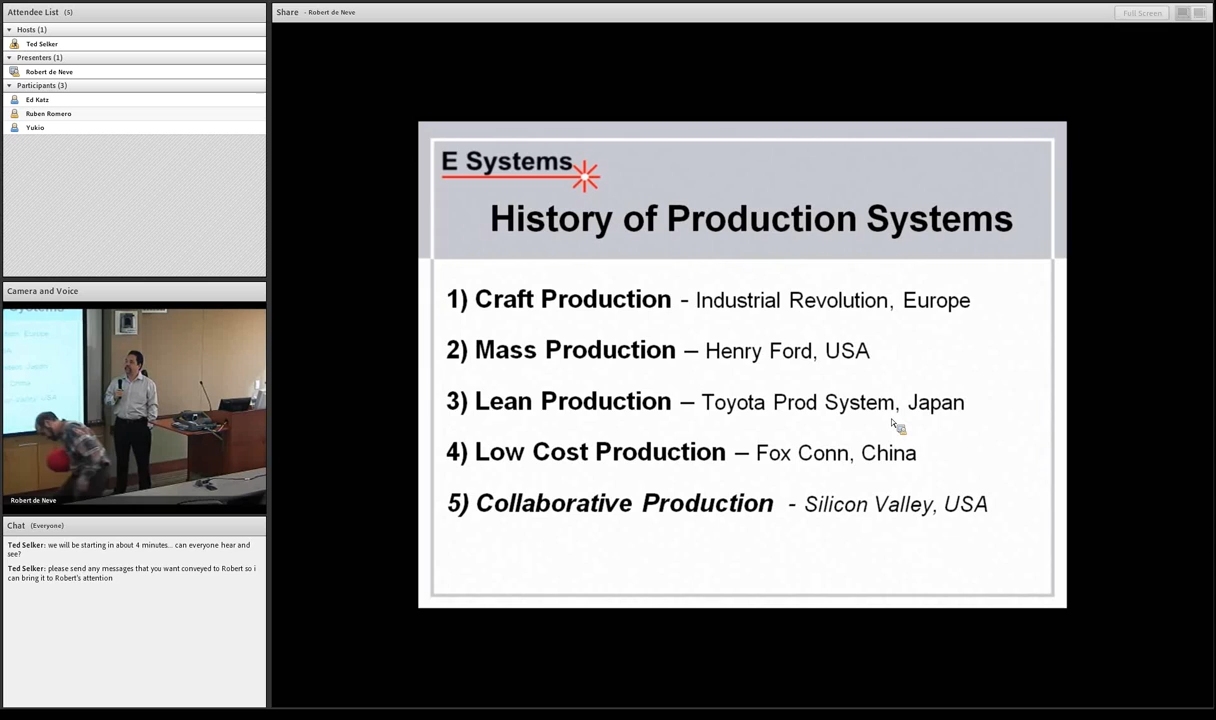 Attendee List (5)
Hosts (1)
Ted Selker
Presenters (1)
Robert de Neve
Participants (3)
Ed Katz
Ruben Romero
Yukio
Camera and Voice
Robert de Neve
Chat (Everyone)
Ted Selker: we will be starting in about 4 minutes... can everyone hear and
see?
Ted Selker: please send any messages that you want conveyed to Robert so i
can bring it to Robert's attention
Share - Robert de Neve
Full Screen
E Systems
History of Production Systems
1) Craft Production - Industrial Revolution, Europe
2) Mass Production – Henry Ford, USA
3) Lean Production – Toyota Prod System, Japan
4) Low Cost Production – Fox Conn, China
5) Collaborative Production - Silicon Valley, USA